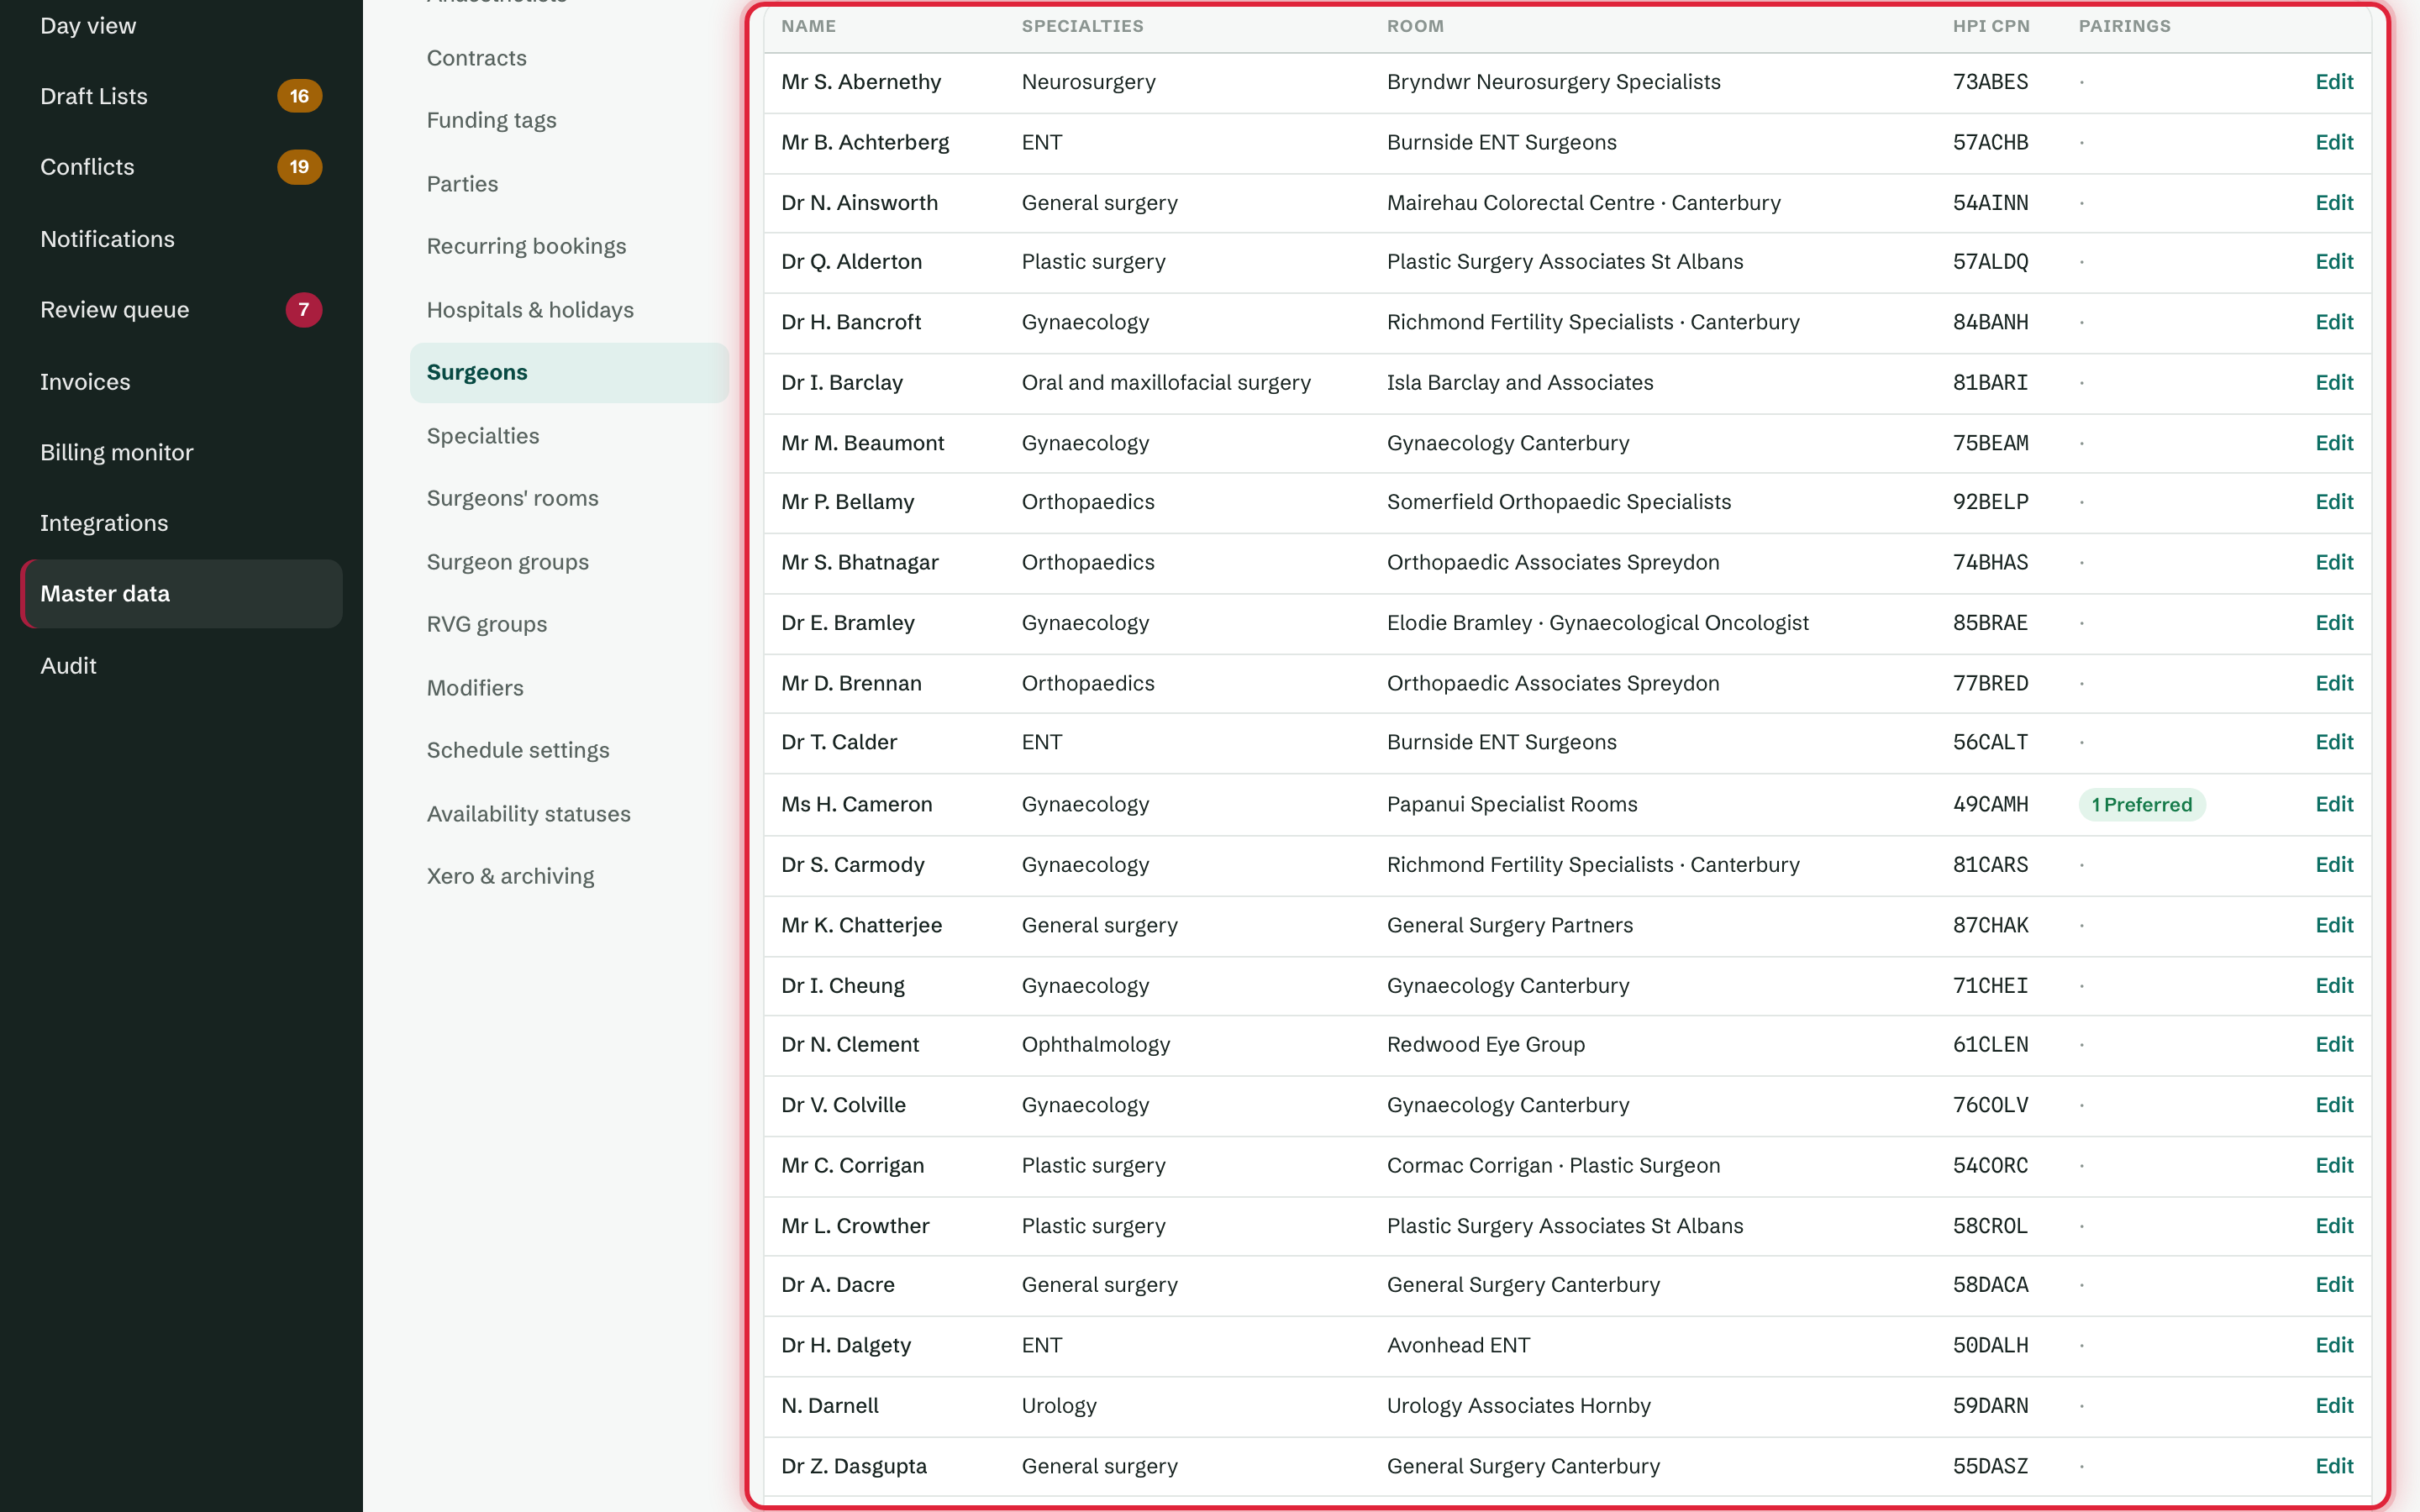 Day view
Draft Lists 16
Conflicts 19
Notifications
Review queue 7
Invoices
Billing monitor
Integrations
Master data
Audit
Contracts
Funding tags
Parties
Recurring bookings
Hospitals & holidays
Surgeons
Specialties
Surgeons' rooms
Surgeon groups
RVG groups
Modifiers
Schedule settings
Availability statuses
Xero & archiving
NAME SPECIALTIES ROOM HPI CPN PAIRINGS
Mr S. Abernethy Neurosurgery Bryndwr Neurosurgery Specialists 73ABES · Edit
Mr B. Achterberg ENT Burnside ENT Surgeons 57ACHB · Edit
Dr N. Ainsworth General surgery Mairehau Colorectal Centre · Canterbury 54AINN · Edit
Dr Q. Alderton Plastic surgery Plastic Surgery Associates St Albans 57ALDQ · Edit
Dr H. Bancroft Gynaecology Richmond Fertility Specialists · Canterbury 84BANH · Edit
Dr I. Barclay Oral and maxillofacial surgery Isla Barclay and Associates 81BARI · Edit
Mr M. Beaumont Gynaecology Gynaecology Canterbury 75BEAM · Edit
Mr P. Bellamy Orthopaedics Somerfield Orthopaedic Specialists 92BELP · Edit
Mr S. Bhatnagar Orthopaedics Orthopaedic Associates Spreydon 74BHAS · Edit
Dr E. Bramley Gynaecology Elodie Bramley · Gynaecological Oncologist 85BRAE · Edit
Mr D. Brennan Orthopaedics Orthopaedic Associates Spreydon 77BRED · Edit
Dr T. Calder ENT Burnside ENT Surgeons 56CALT · Edit
Ms H. Cameron Gynaecology Papanui Specialist Rooms 49CAMH 1 Preferred Edit
Dr S. Carmody Gynaecology Richmond Fertility Specialists · Canterbury 81CARS · Edit
Mr K. Chatterjee General surgery General Surgery Partners 87CHAK · Edit
Dr I. Cheung Gynaecology Gynaecology Canterbury 71CHEI · Edit
Dr N. Clement Ophthalmology Redwood Eye Group 61CLEN · Edit
Dr V. Colville Gynaecology Gynaecology Canterbury 76COLV · Edit
Mr C. Corrigan Plastic surgery Cormac Corrigan · Plastic Surgeon 54CORC · Edit
Mr L. Crowther Plastic surgery Plastic Surgery Associates St Albans 58CROL · Edit
Dr A. Dacre General surgery General Surgery Canterbury 58DACA · Edit
Dr H. Dalgety ENT Avonhead ENT 50DALH · Edit
N. Darnell Urology Urology Associates Hornby 59DARN · Edit
Dr Z. Dasgupta General surgery General Surgery Canterbury 55DASZ · Edit